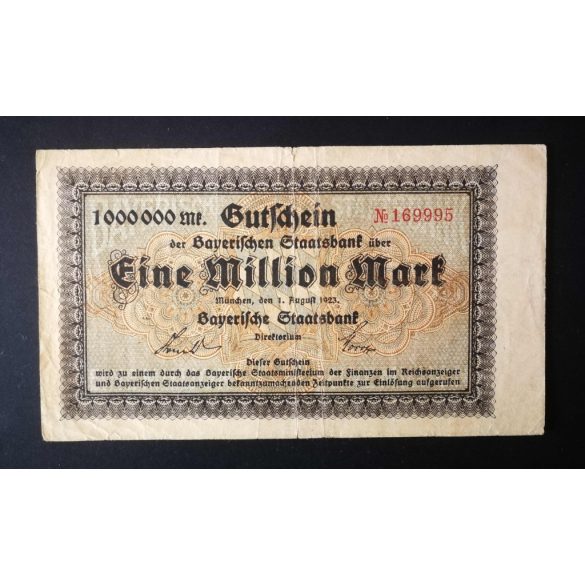 1000000 Mk. Gutschein № 169995
der Bayerischen Staatsbank über
Eine Million Mark
München, den 1. August 1923.
Bayerische Staatsbank
Direktorium
Dieser Gutschein
wird zu einem durch das Bayerische Staatsministerium der Finanzen im Reichsanzeiger
und Bayerischen Staatsanzeiger bekanntzumachenden Zeitpunkte zur Einlösung aufgerufen